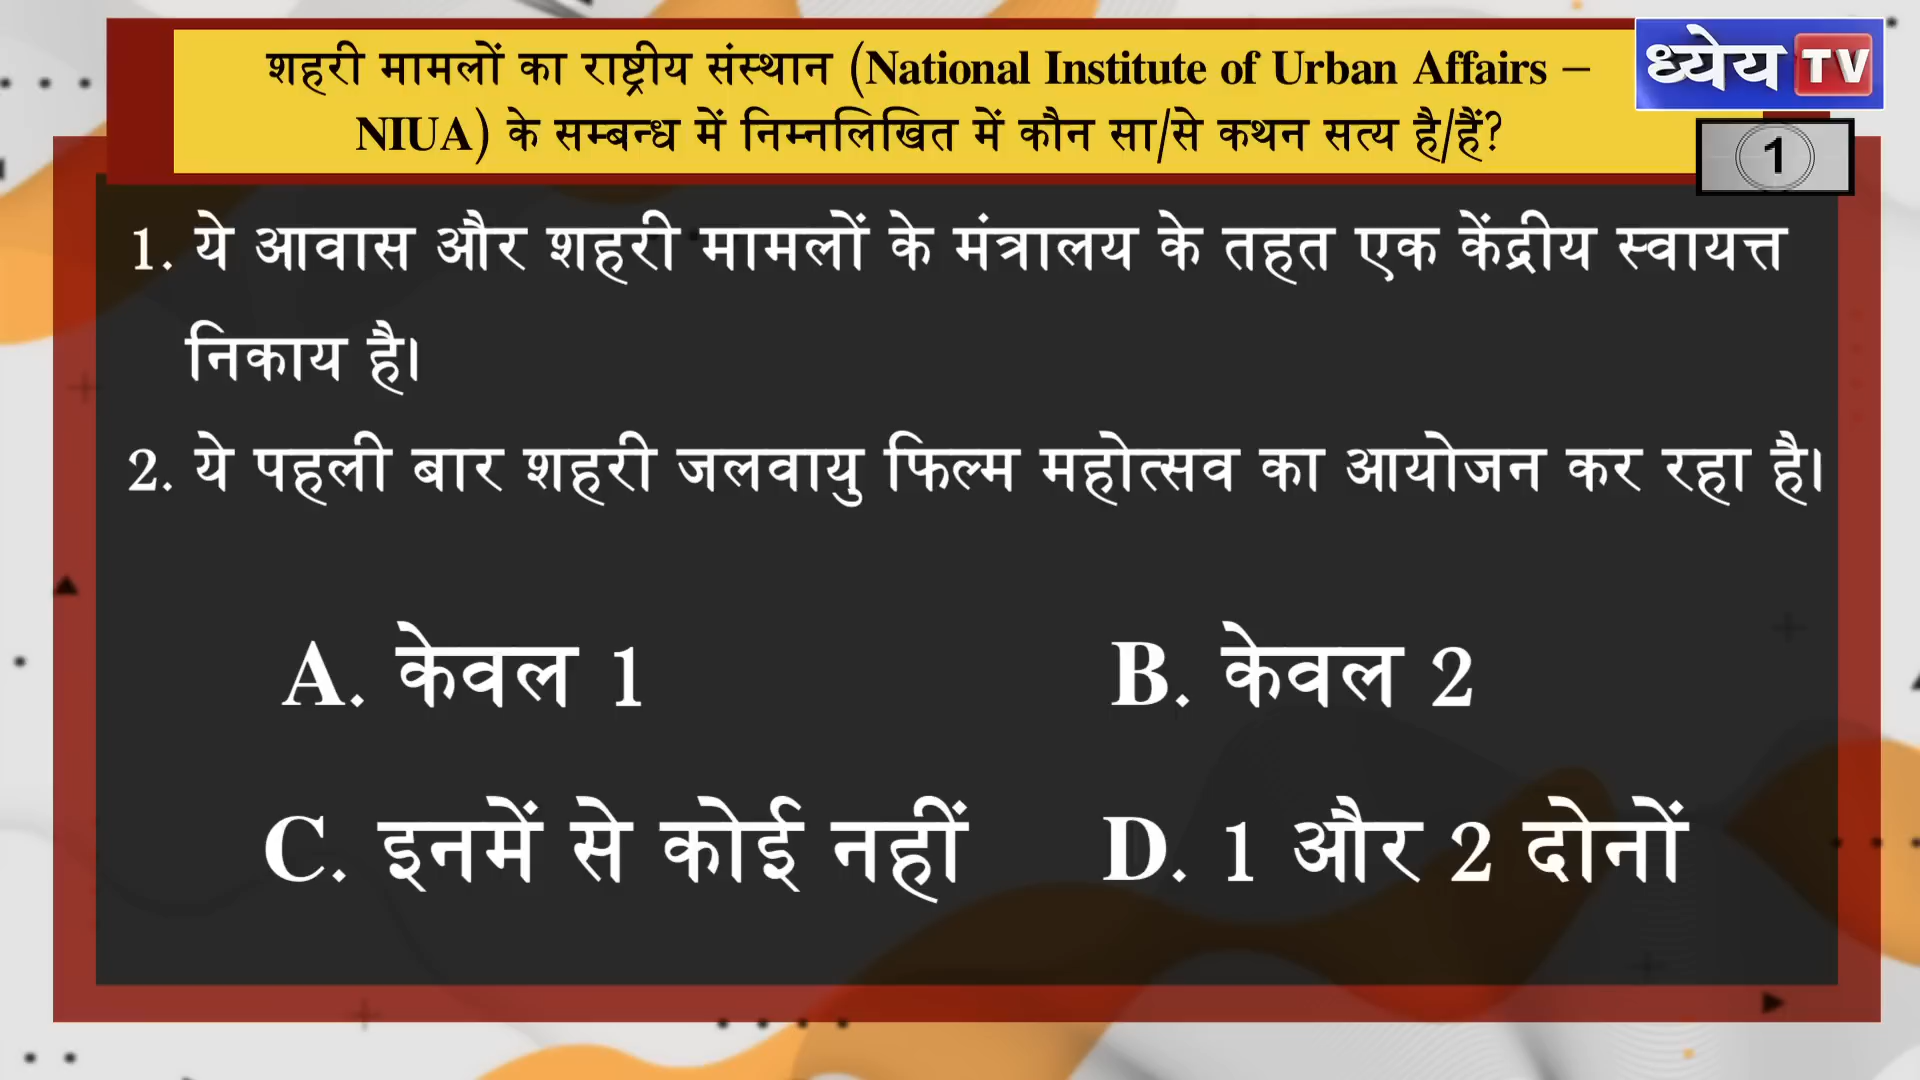 शहरी मामलों का राष्ट्रीय संस्थान (National Institute of Urban Affairs –
NIUA) के सम्बन्ध में निम्नलिखित में कौन सा/से कथन सत्य है/हैं?
ध्येय TV
1
1. ये आवास और शहरी मामलों के मंत्रालय के तहत एक केंद्रीय स्वायत्त
निकाय है।
2. ये पहली बार शहरी जलवायु फिल्म महोत्सव का आयोजन कर रहा है।
A. केवल 1
B. केवल 2
C. इनमें से कोई नहीं
D. 1 और 2 दोनों